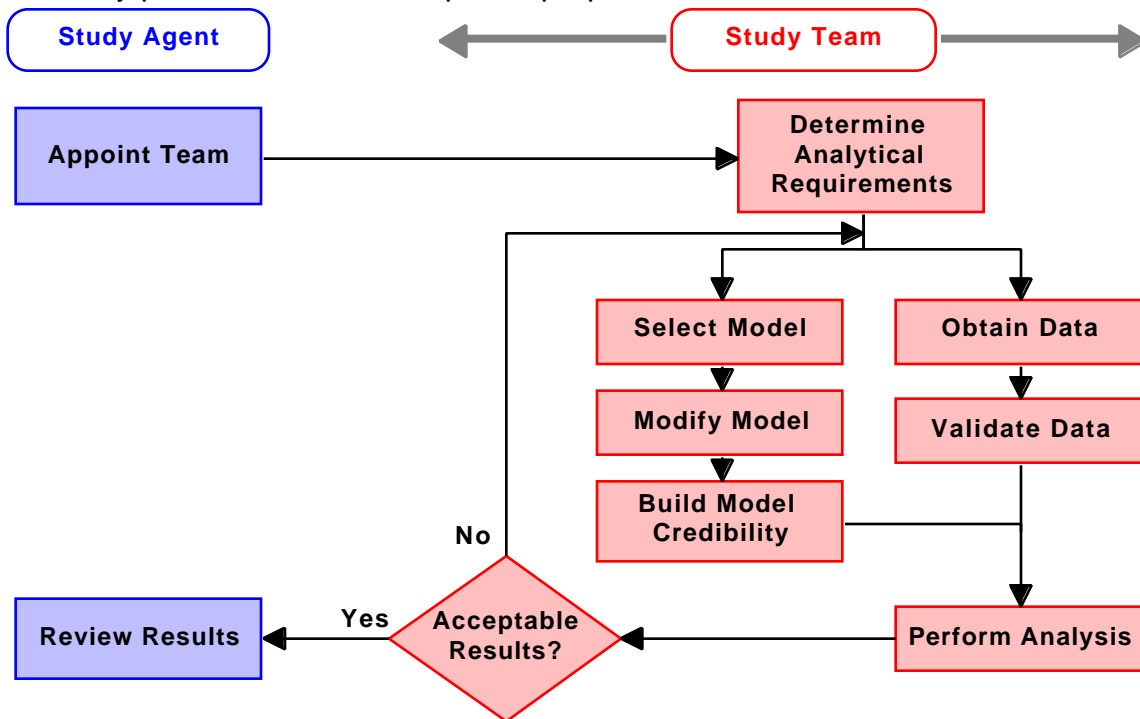 Study Agent
Study Team
Appoint Team
Determine
Analytical
Requirements
Select Model
Obtain Data
Modify Model
Validate Data
Build Model
Credibility
No
Yes
Acceptable
Results?
Review Results
Perform Analysis